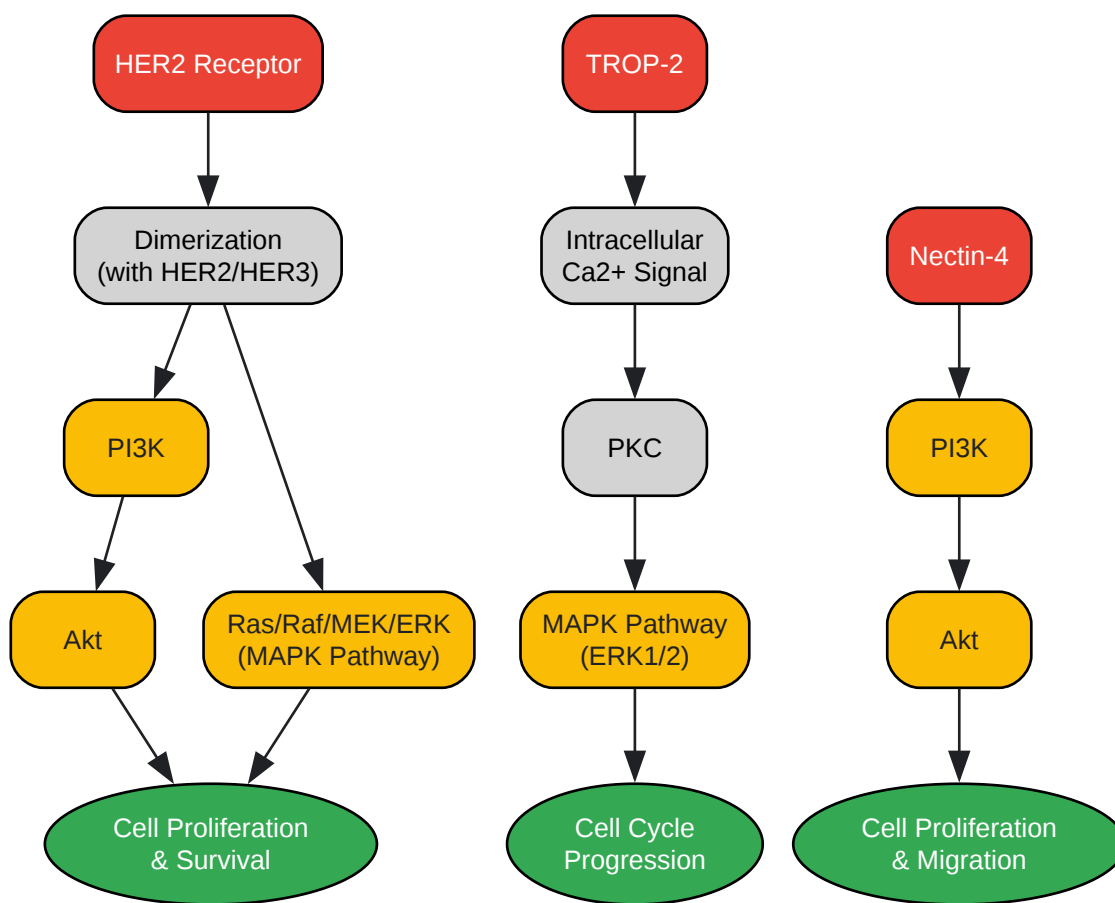 HER2 Receptor
TROP-2
Dimerization
(with HER2/HER3)
Intracellular
Ca2+ Signal
Nectin-4
PI3K
PKC
PI3K
Akt
Ras/Raf/MEK/ERK
(MAPK Pathway)
MAPK Pathway
(ERK1/2)
Akt
Cell Proliferation
& Survival
Cell Cycle
Progression
Cell Proliferation
& Migration